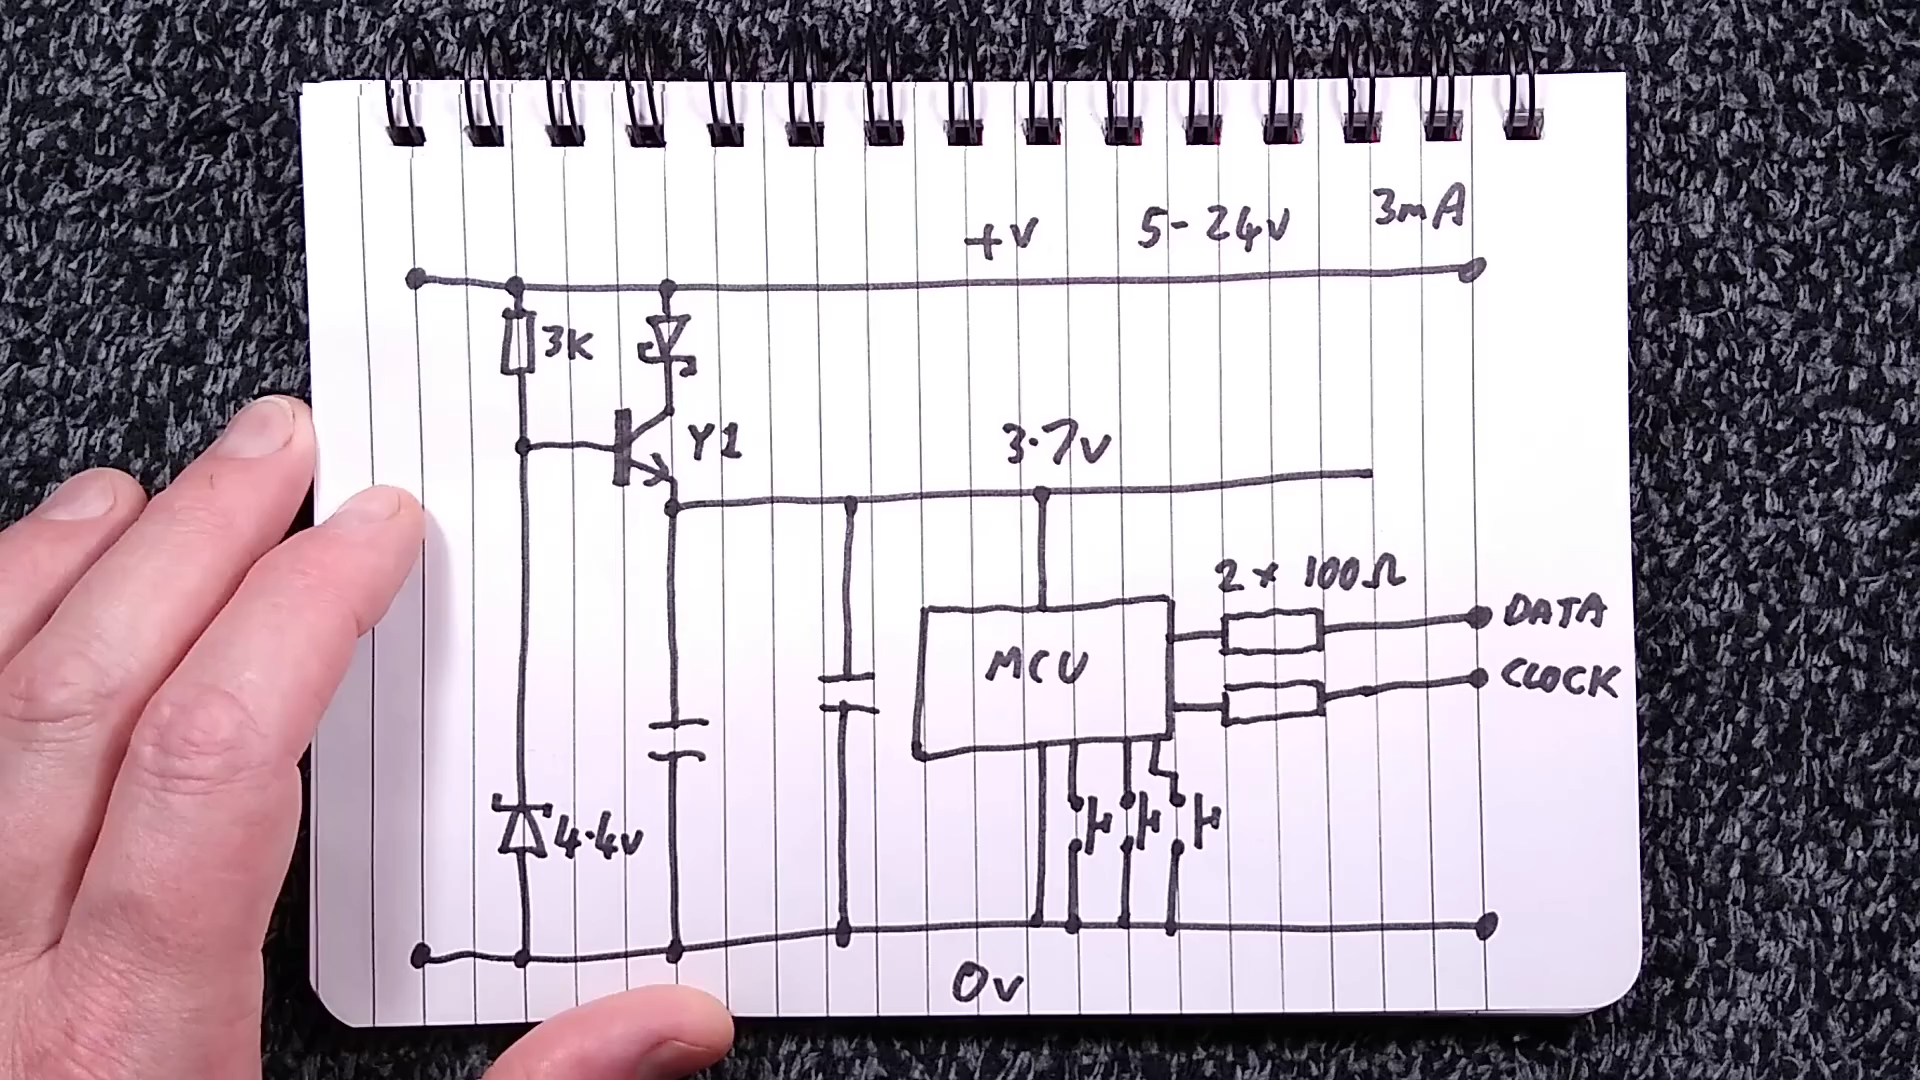 +V 5-24V 3mA
3K
Y1
3.7V
2 x 100Ω
DATA
MCU
CLOCK
4.4V
0V